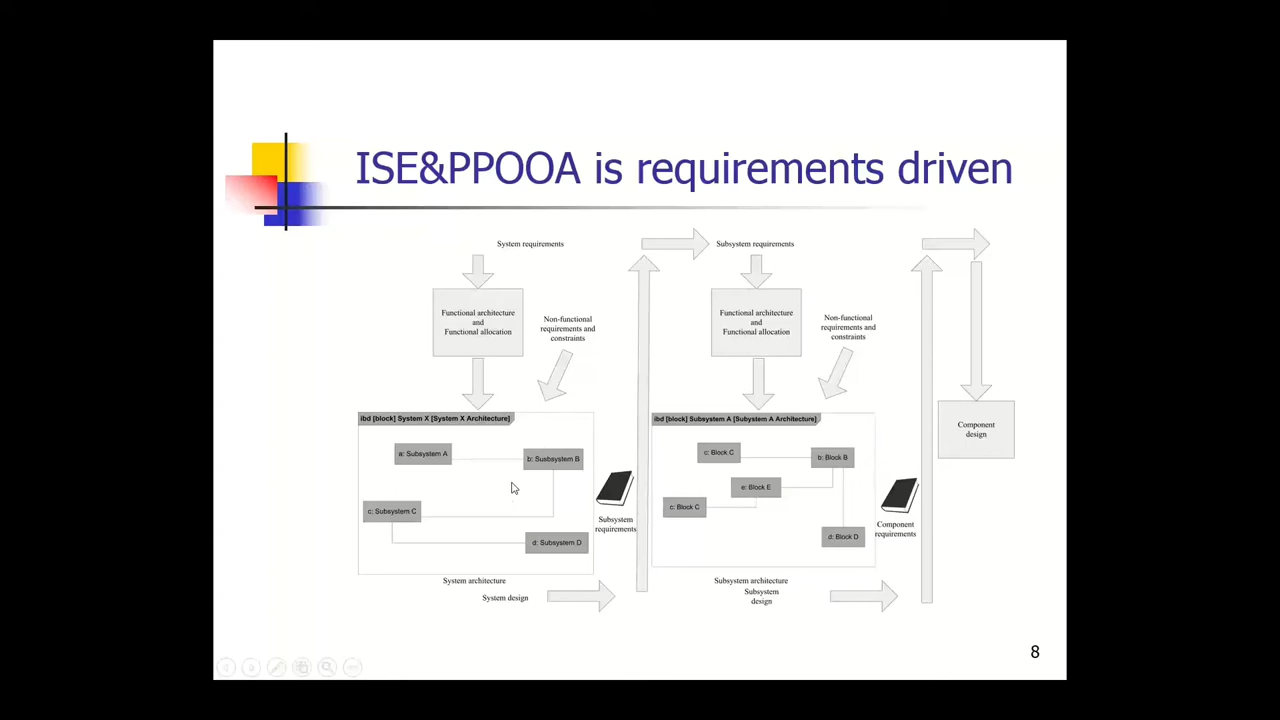 ISE&PPOOA is requirements driven
System requirements
Functional architecture
and
Functional allocation
Non-functional
requirements and
constraints
ibd [block] System X [System X Architecture]
a: Subsystem A
b: Susbsystem B
c: Subsystem C
d: Subsystem D
System architecture
System design
Subsystem
requirements
Subsystem requirements
Functional architecture
and
Functional allocation
Non-functional
requirements and
constraints
ibd [block] Subsystem A [Subystem A Architecture]
c: Block C
b: Block B
e: Block E
c: Block C
d: Block D
Subsystem architecture
Subsystem
design
Component
requirements
Component
design
8